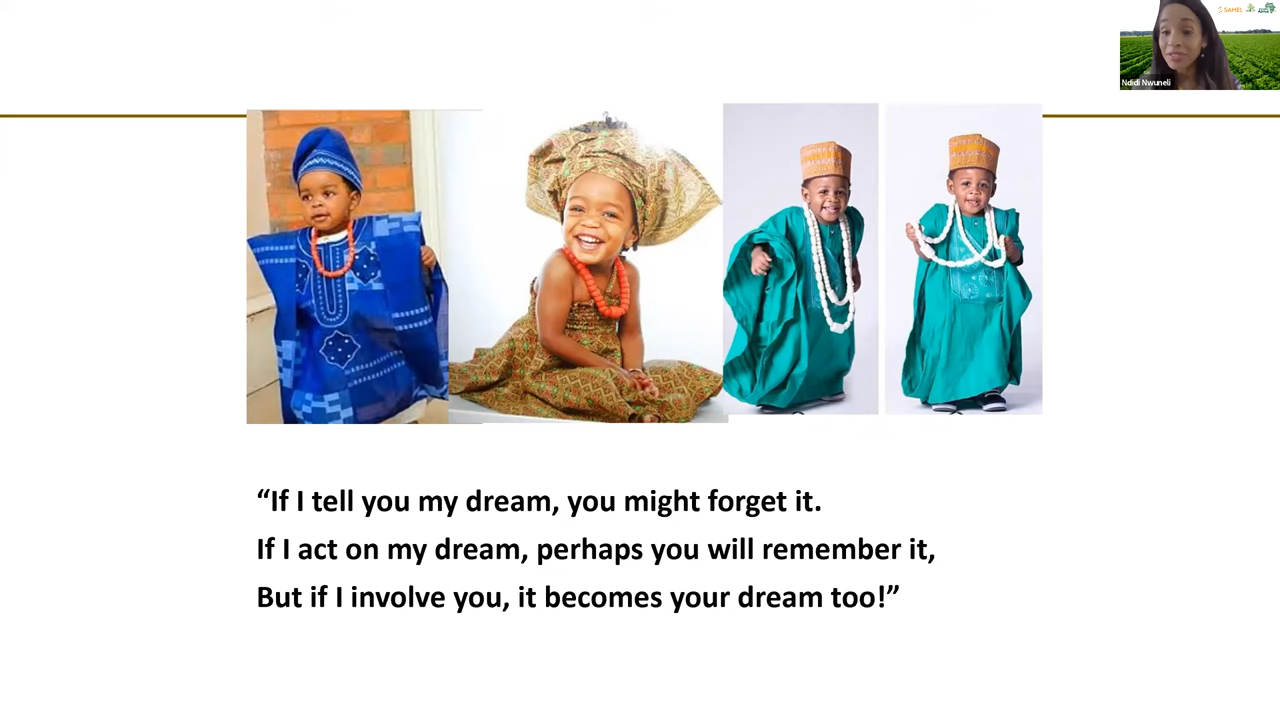 SAHEL
Ndidi Nwuneli
“If I tell you my dream, you might forget it.
If I act on my dream, perhaps you will remember it,
But if I involve you, it becomes your dream too!”